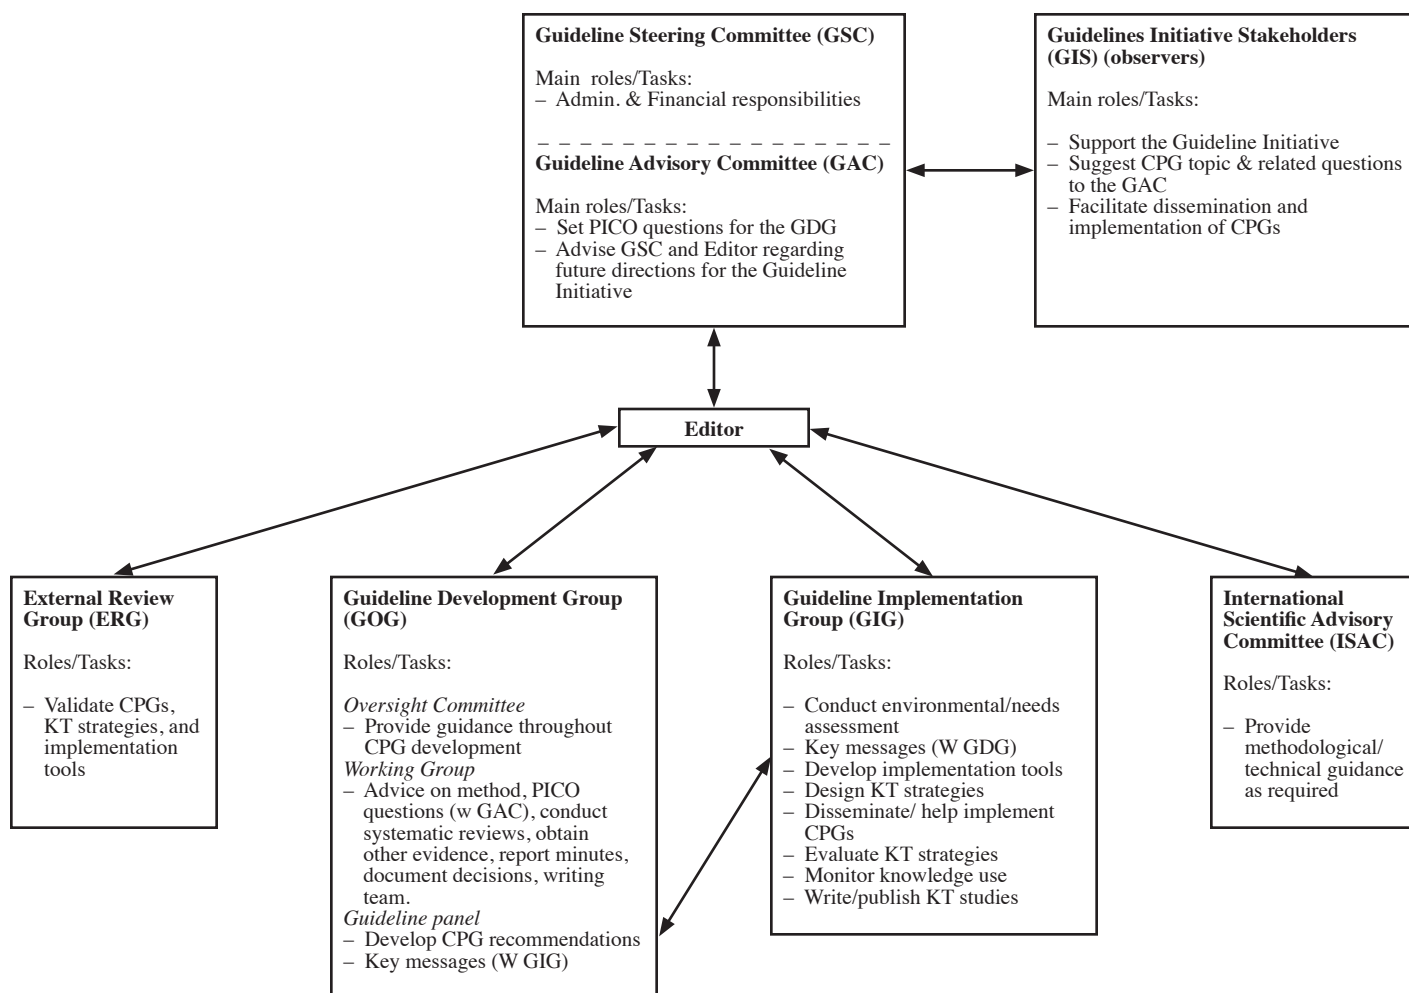 Guideline Steering Committee (GSC)
Main roles/Tasks:
– Admin. & Financial responsibilities
Guideline Advisory Committee (GAC)
Main roles/Tasks:
– Set PICO questions for the GDG
– Advise GSC and Editor regarding
future directions for the Guideline
Initiative
Guidelines Initiative Stakeholders
(GIS) (observers)
Main roles/Tasks:
– Support the Guideline Initiative
– Suggest CPG topic & related questions
to the GAC
– Facilitate dissemination and
implementation of CPGs
Editor
External Review
Group (ERG)
Roles/Tasks:
– Validate CPGs,
KT strategies, and
implementation
tools
Guideline Development Group
(GOG)
Roles/Tasks:
Oversight Committee
– Provide guidance throughout
CPG development
Working Group
– Advice on method, PICO
questions (w GAC), conduct
systematic reviews, obtain
other evidence, report minutes,
document decisions, writing
team.
Guideline panel
– Develop CPG recommendations
– Key messages (W GIG)
Guideline Implementation
Group (GIG)
Roles/Tasks:
– Conduct environmental/needs
assessment
– Key messages (W GDG)
– Develop implementation tools
– Design KT strategies
– Disseminate/ help implement
CPGs
– Evaluate KT strategies
– Monitor knowledge use
– Write/publish KT studies
International
Scientific Advisory
Committee (ISAC)
Roles/Tasks:
– Provide
methodological/
technical guidance
as required